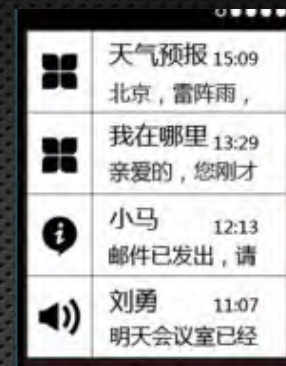 天气预报 15:09
北京，雷阵雨，
我在哪里 13:29
亲爱的，您刚才
小马 12:13
邮件已发出，请
刘勇 11:07
明天会议室已经